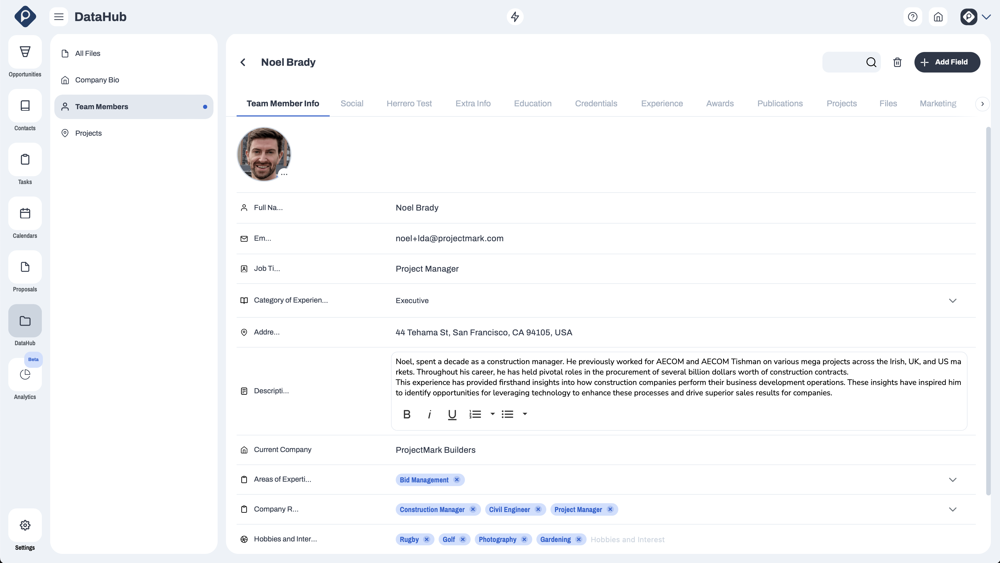 DataHub
Opportunities
Contacts
Tasks
Calendars
Proposals
DataHub
Beta
Analytics
Settings
All Files
Company Bio
Team Members
Projects
Noel Brady
Add Field
Team Member Info Social Herrero Test Extra Info Education Credentials Experience Awards Publications Projects Files Marketing
Full Na... Noel Brady
Em... noel+lda@projectmark.com
Job Ti... Project Manager
Category of Experien... Executive
Addre... 44 Tehama St, San Francisco, CA 94105, USA
Descripti...
Noel, spent a decade as a construction manager. He previously worked for AECOM and AECOM Tishman on various mega projects across the Irish, UK, and US ma
rkets. Throughout his career, he has held pivotal roles in the procurement of several billion dollars worth of construction contracts.
This experience has provided firsthand insights into how construction companies perform their business development operations. These insights have inspired him
to identify opportunities for leveraging technology to enhance these processes and drive superior sales results for companies.
B i U
Current Company ProjectMark Builders
Areas of Experti... Bid Management
Company R... Construction Manager Civil Engineer Project Manager
Hobbies and Inter... Rugby Golf Photography Gardening Hobbies and Interest